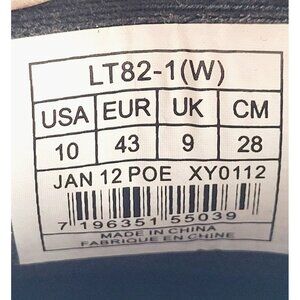 LT82-1(W)
USA EUR UK CM
10 43 9 28
JAN 12 POE XY0112
7 196351 55039
MADE IN CHINA
FABRIQUE EN CHINE